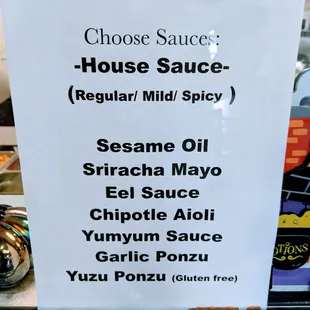 Choose Sauces:
-House Sauce-
(Regular/ Mild/ Spicy )
Sesame Oil
Sriracha Mayo
Eel Sauce
Chipotle Aioli
Yumyum Sauce
Garlic Ponzu
Yuzu Ponzu (Gluten free)